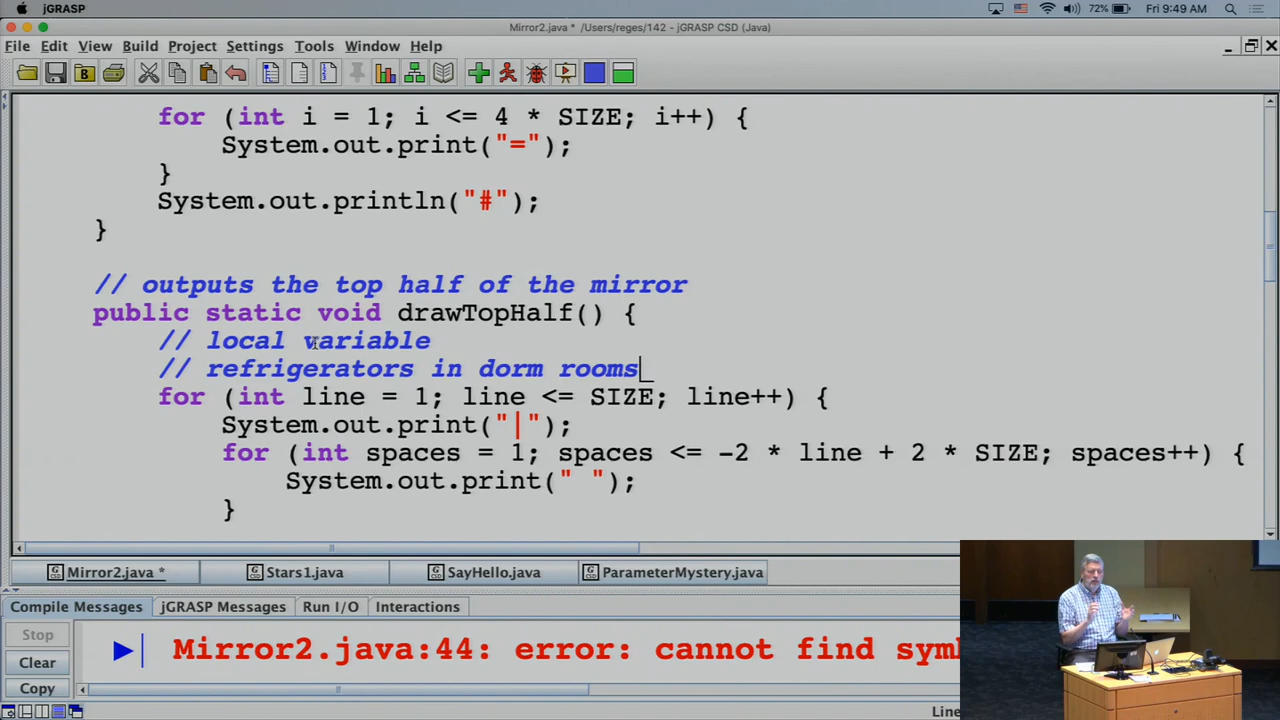 jGRASP
72%
Fri 9:49 AM
Mirror2.java * /Users/reges/142 - jGRASP CSD (Java)
File Edit View Build Project Settings Tools Window Help
for (int i = 1; i <= 4 * SIZE; i++) {
System.out.print("=");
}
System.out.println("#");
}
// outputs the top half of the mirror
public static void drawTopHalf() {
// local variable
// refrigerators in dorm rooms
for (int line = 1; line <= SIZE; line++) {
System.out.print("|");
for (int spaces = 1; spaces <= -2 * line + 2 * SIZE; spaces++) {
System.out.print(" ");
}
Mirror2.java * Stars1.java SayHello.java ParameterMystery.java
Compile Messages jGRASP Messages Run I/O Interactions
Stop
Clear
Copy
Mirror2.java:44: error: cannot find symb
Line